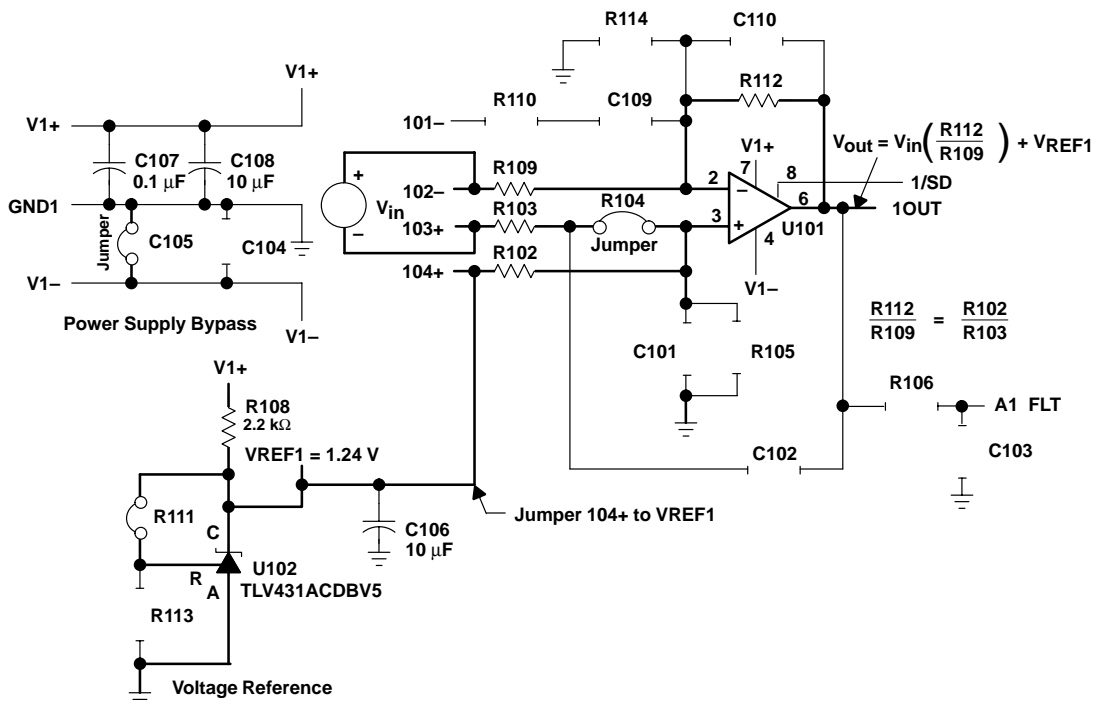 R114
C110
V1+
R112
R110
C109
101–
V1+
Vout = Vin(R112/R109) + VREF1
C107
0.1 μF
C108
10 μF
+
R109
V1+
7
8
1/SD
102–
2
–
GND1
Vin
R103
R104
3
+
6
1OUT
103+
U101
Jumper
C105
C104
–
Jumper
4
R102
104+
V1–
V1–
Power Supply Bypass
V1–
R112/R109 = R102/R103
C101
R105
V1+
R106
A1 FLT
R108
2.2 kΩ
VREF1 = 1.24 V
C102
C103
R111
Jumper 104+ to VREF1
C
C106
10 μF
U102
R
TLV431ACDBV5
A
R113
Voltage Reference